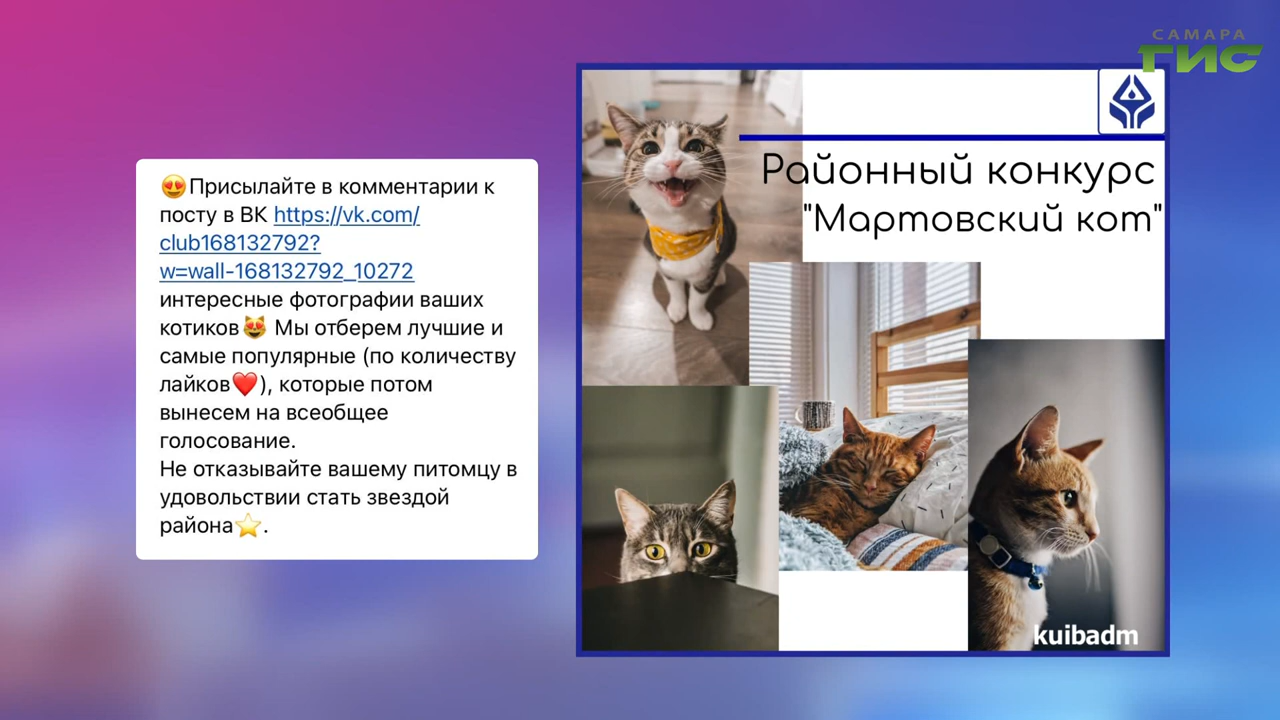 САМАРА
ГИС
😍Присылайте в комментарии к
посту в ВК https://vk.com/
club168132792?
w=wall-168132792_10272
интересные фотографии ваших
котиков😻 Мы отберем лучшие и
самые популярные (по количеству
лайков❤️), которые потом
вынесем на всеобщее
голосование.
Не отказывайте вашему питомцу в
удовольствии стать звездой
района⭐.
Районный конкурс
"Мартовский кот"
kuibadm